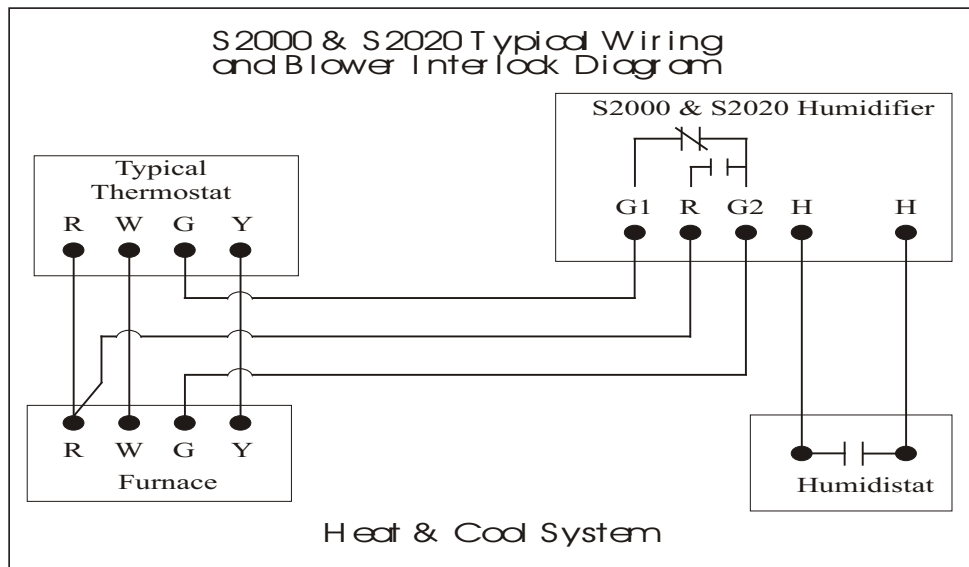 S2000 & S2020 Typical Wiring
and Blower Interlock Diagram
S2000 & S2020 Humidifier
G1 R G2 H H
Typical
Thermostat
R W G Y
R W G Y
Furnace
Humidistat
Heat & Cool System